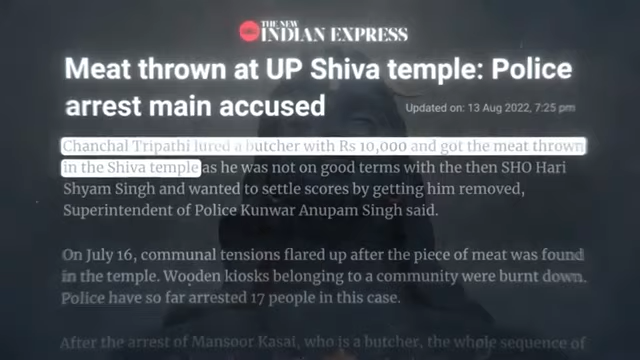 THE NEW
INDIAN EXPRESS
Meat thrown at UP Shiva temple: Police
arrest main accused
Updated on: 13 Aug 2022, 7:25 pm
Chanchal Tripathi lured a butcher with Rs 10,000 and got the meat thrown
in the Shiva temple as he was not on good terms with the then SHO Hari
Shyam Singh and wanted to settle scores by getting him removed,
Superintendent of Police Kunwar Anupam Singh said.
On July 16, communal tensions flared up after the piece of meat was found
in the temple. Wooden kiosks belonging to a community were burnt down.
Police have so far arrested 17 people in this case.
After the arrest of Mansoor Kasai, who is a butcher, the whole sequence of